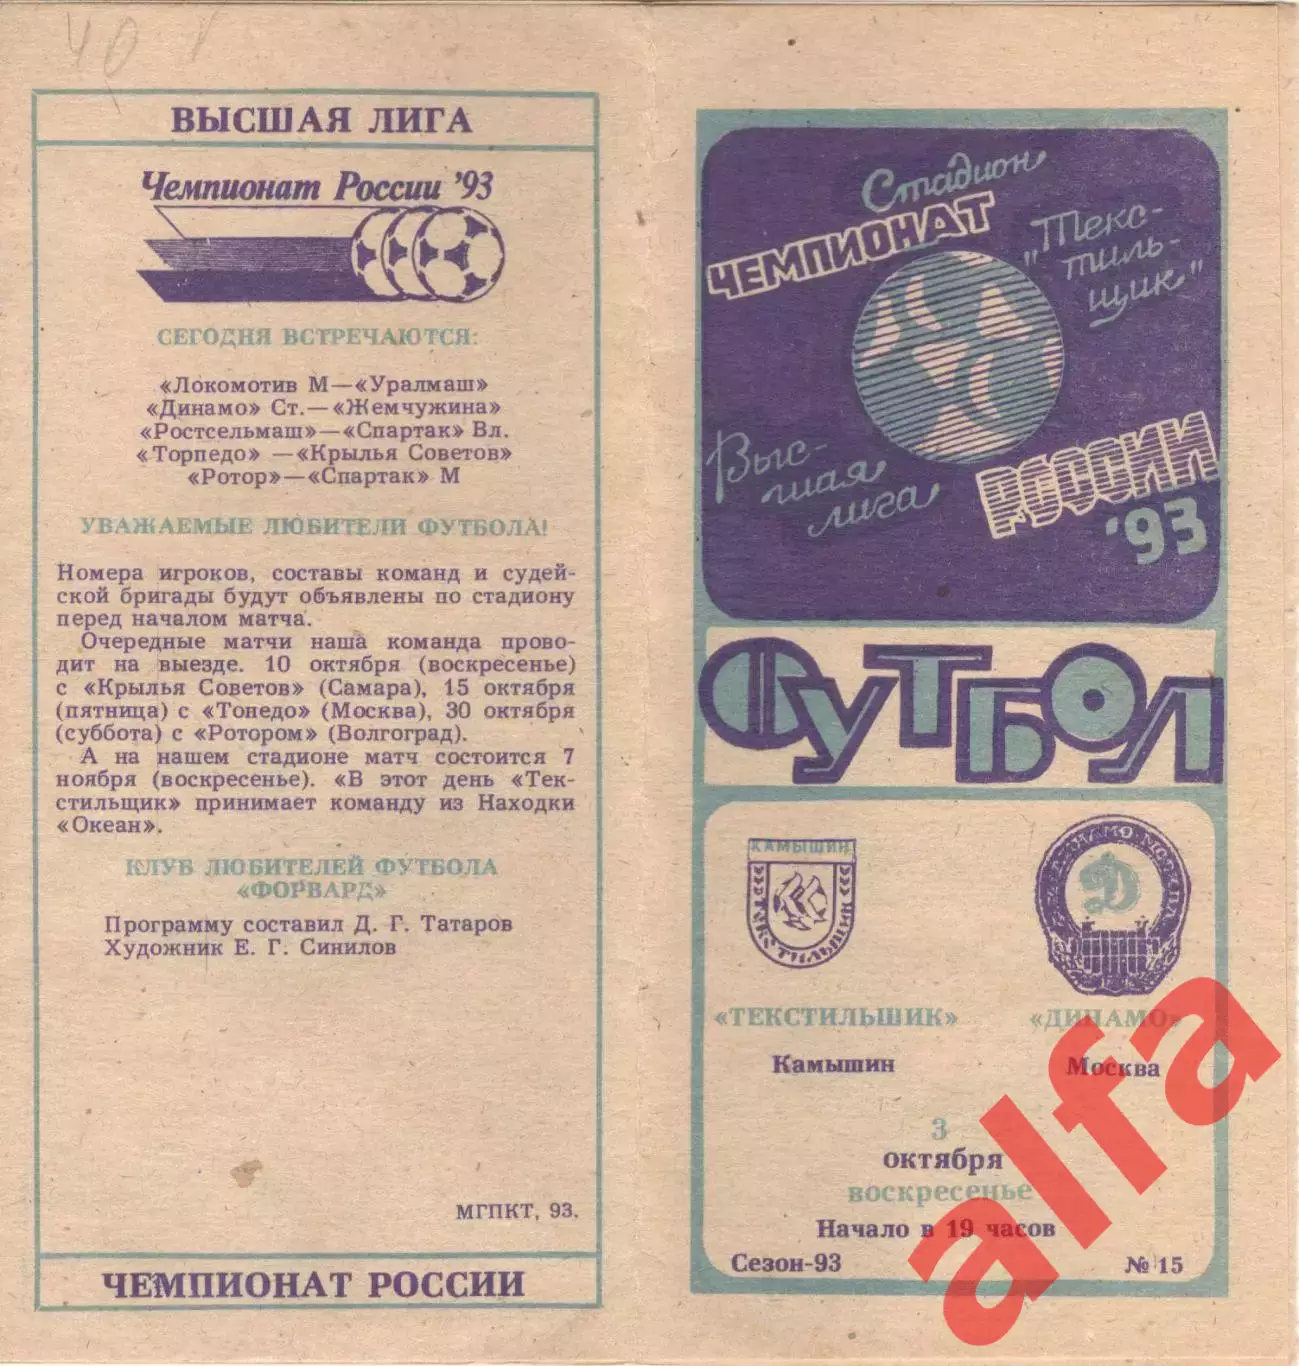 40
ВЫСШАЯ ЛИГА
Чемпионат России '93
СЕГОДНЯ ВСТРЕЧАЮТСЯ:
«Локомотив М—«Уралмаш»
«Динамо» Ст.—«Жемчужина»
«Ростсельмаш»—«Спартак» Вл.
«Торпедо» —«Крылья Советов»
«Ротор»—«Спартак» М
УВАЖАЕМЫЕ ЛЮБИТЕЛИ ФУТБОЛА!
Номера игроков, составы команд и судей-
ской бригады будут объявлены по стадиону
перед началом матча.
Очередные матчи наша команда прово-
дит на выезде. 10 октября (воскресенье)
с «Крылья Советов» (Самара), 15 октября
(пятница) с «Топедо» (Москва), 30 октября
(суббота) с «Ротором» (Волгоград).
А на нашем стадионе матч состоится 7
ноября (воскресенье). «В этот день «Тек-
стильщик» принимает команду из Находки
«Океан».
КЛУБ ЛЮБИТЕЛЕЙ ФУТБОЛА
«ФОРВАРД»
Программу составил Д. Г. Татаров
Художник Е. Г. Синилов
МГПКТ, 93.
ЧЕМПИОНАТ РОССИИ
Стадион
"Текс-
тиль-
щик"
ЧЕМПИОНАТ
Выс-
шая
лига
РОССИИ
'93
ФУТБОЛ
КАМЫШИН
ТЕКСТИЛЬЩИК
ДИНАМО МОСКВА
Д
«ТЕКСТИЛЬШИК»
«ДИНАМО»
Камышин
Москва
3
октября
воскресенье
Начало в 19 часов
Сезон-93
№ 15
alfa